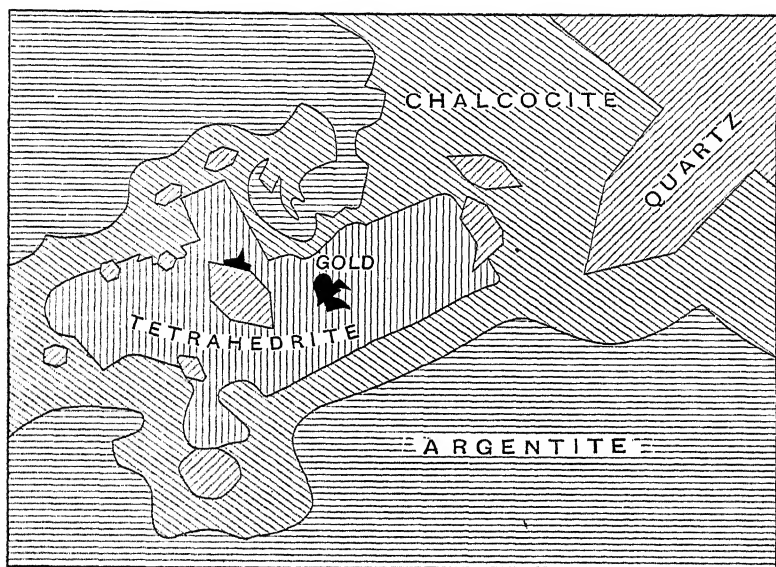 CHALCOCITE
QUARTZ
GOLD
TETRAHEDRITE
ARGENTITE